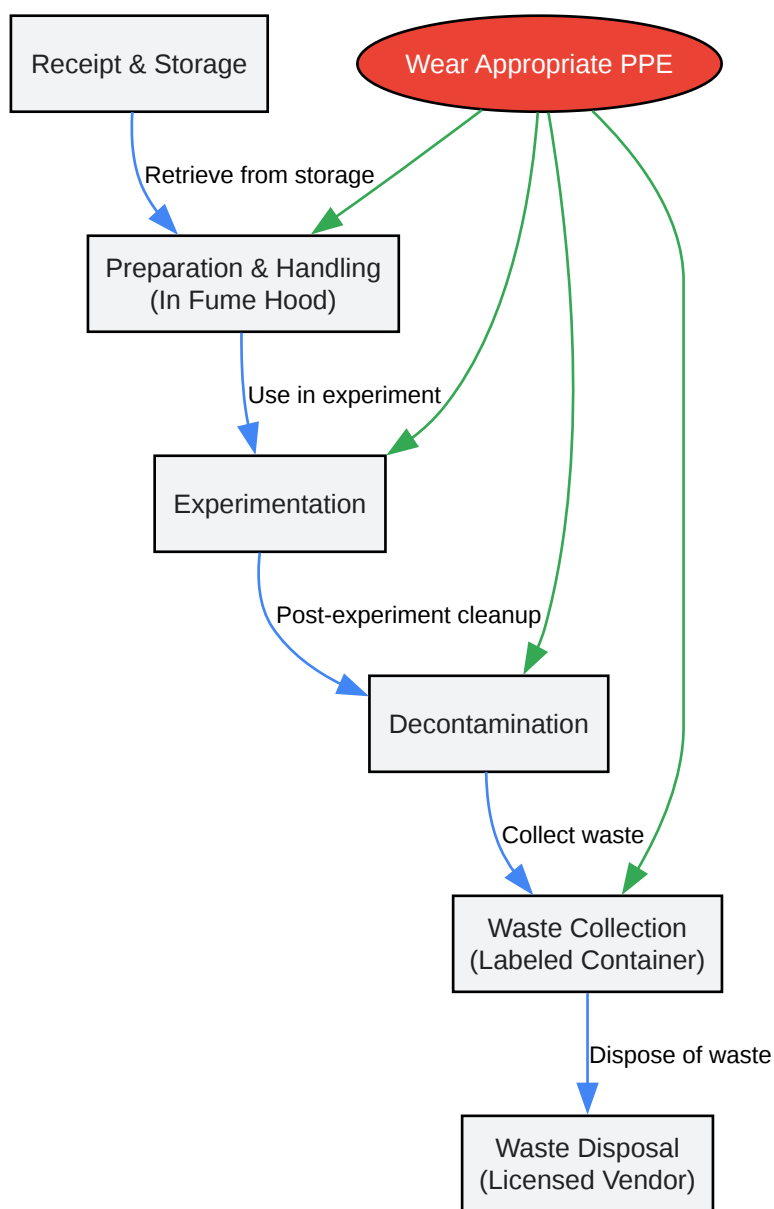 Receipt & Storage
Wear Appropriate PPE
Retrieve from storage
Preparation & Handling
(In Fume Hood)
Use in experiment
Experimentation
Post-experiment cleanup
Decontamination
Collect waste
Waste Collection
(Labeled Container)
Dispose of waste
Waste Disposal
(Licensed Vendor)